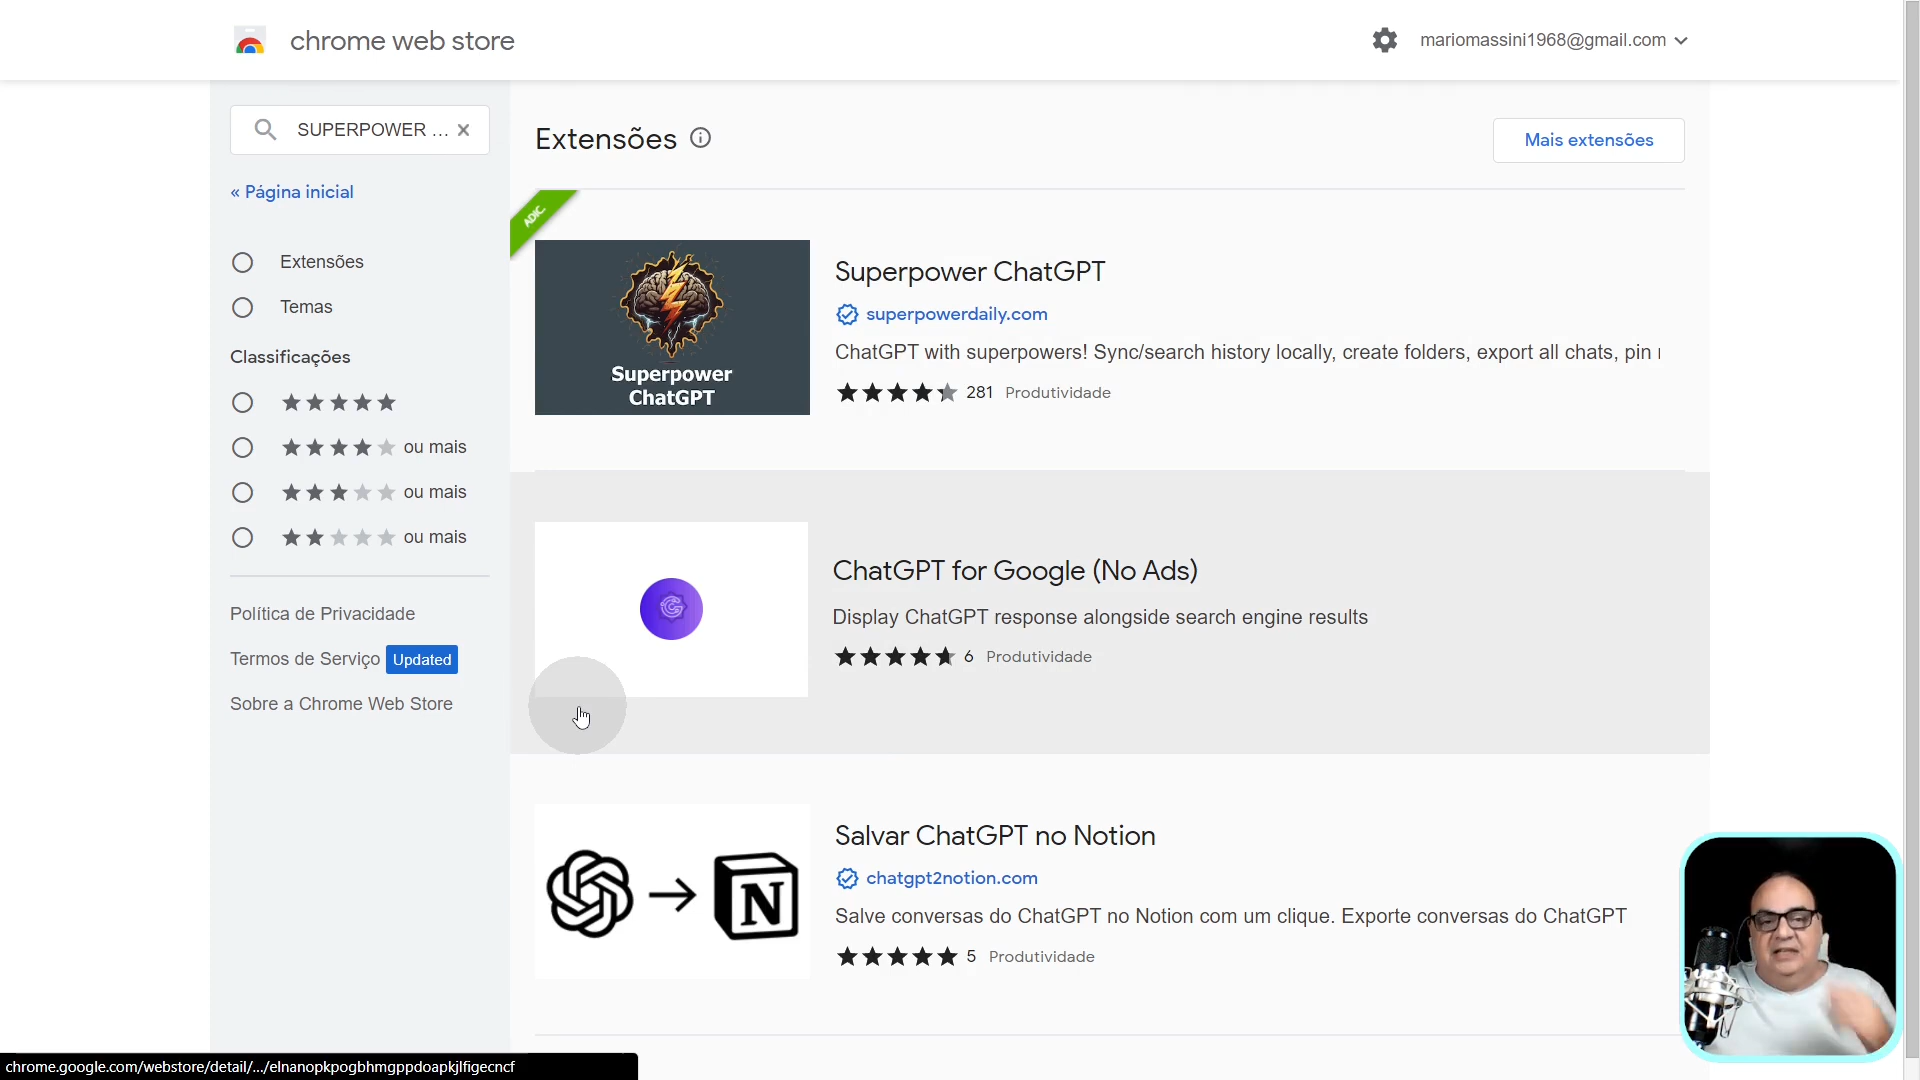 chrome web store
mariomassini1968@gmail.com
SUPERPOWER ...
« Página inicial
Extensões
Temas
Classificações
ou mais
ou mais
ou mais
Política de Privacidade
Termos de Serviço Updated
Sobre a Chrome Web Store
Extensões
Mais extensões
ADIC.
Superpower
ChatGPT
Superpower ChatGPT
superpowerdaily.com
ChatGPT with superpowers! Sync/search history locally, create folders, export all chats, pin
281 Produtividade
ChatGPT for Google (No Ads)
Display ChatGPT response alongside search engine results
6 Produtividade
N
Salvar ChatGPT no Notion
chatgpt2notion.com
Salve conversas do ChatGPT no Notion com um clique. Exporte conversas do ChatGPT
5 Produtividade
chrome.google.com/webstore/detail/.../elnanopkpogbhmgppdoapkjlfigecncf